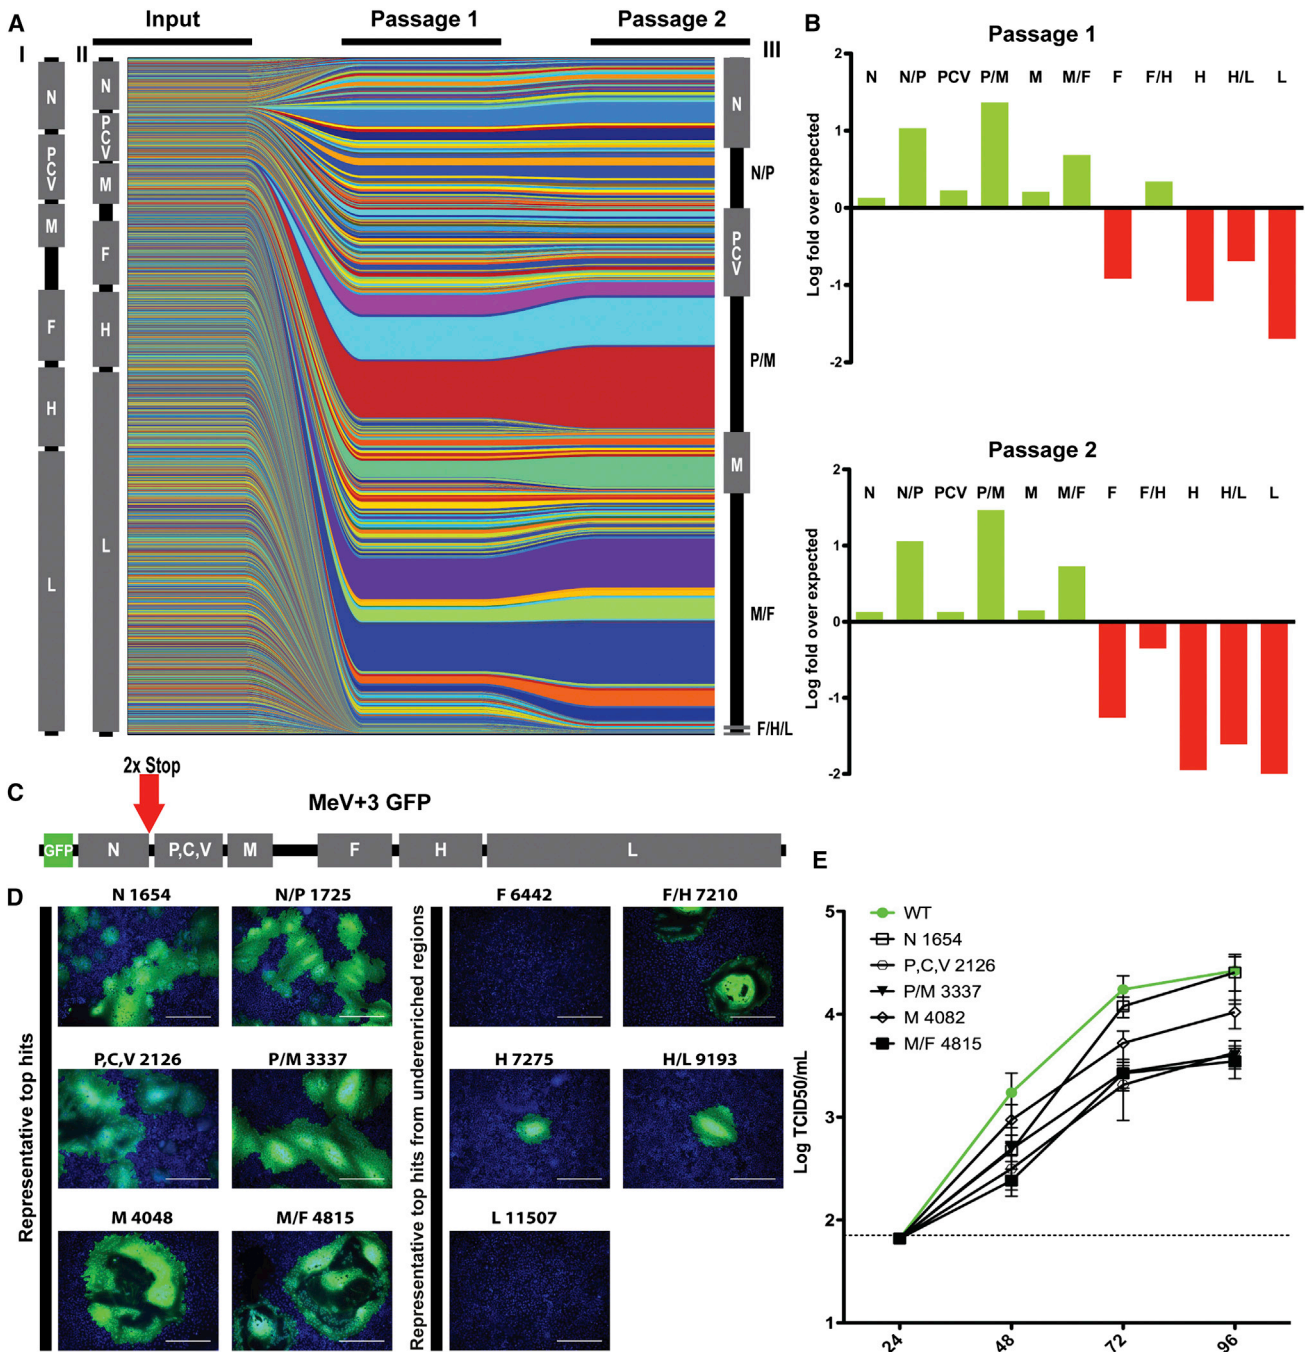 A
Input
Passage 1
Passage 2
I
II
III
N
PCV
M
F
H
L
N
PCV
M
F
H
L
N
N/P
PCV
P/M
M
M/F
F/H/L
B
Passage 1
Log fold over expected
2
1
0
-1
-2
N N/P PCV P/M M M/F F F/H H H/L L
Passage 2
Log fold over expected
2
1
0
-1
-2
N N/P PCV P/M M M/F F F/H H H/L L
C
2x Stop
MeV+3 GFP
GFP N P,C,V M F H L
D
Representative top hits
N 1654
N/P 1725
P,C,V 2126
P/M 3337
M 4048
M/F 4815
Representative top hits from underenriched regions
F 6442
F/H 7210
H 7275
H/L 9193
L 11507
E
Log TCID50/mL
5
4
3
2
1
WT
N 1654
P,C,V 2126
P/M 3337
M 4082
M/F 4815
24
48
72
96